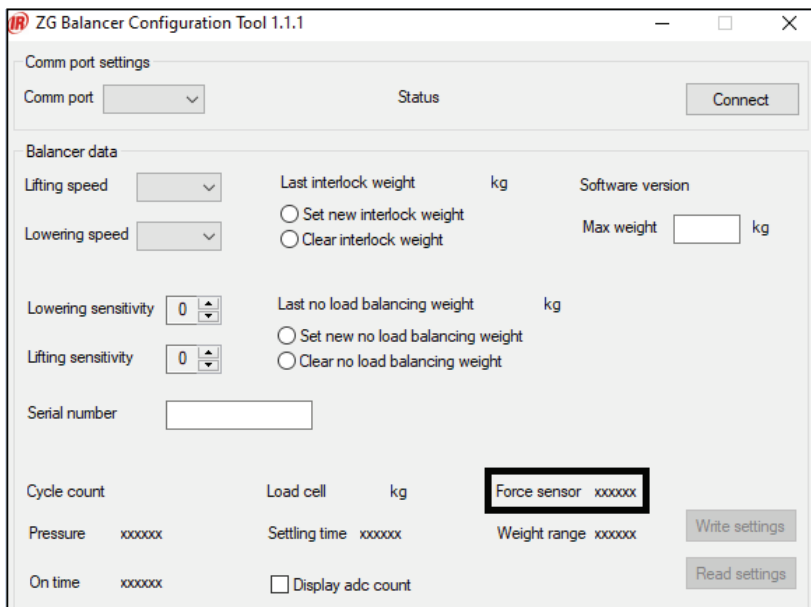 IR ZG Balancer Configuration Tool 1.1.1
Comm port settings
Comm port Status Connect
Balancer data
Lifting speed Last interlock weight kg Software version
Set new interlock weight
Max weight kg
Lowering speed Clear interlock weight
Lowering sensitivity 0 Last no load balancing weight kg
Set new no load balancing weight
Lifting sensitivity 0 Clear no load balancing weight
Serial number
Cycle count Load cell kg Force sensor xxxxxx
Pressure xxxxxx Settling time xxxxxx Weight range xxxxxx Write settings
On time xxxxxx Display adc count Read settings